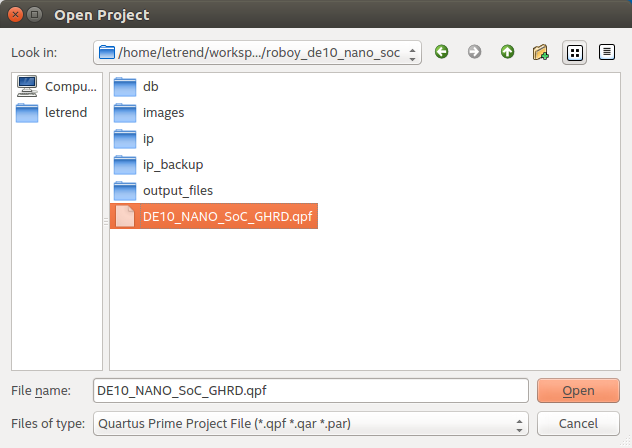 Open Project
Look in: /home/letrend/worksp.../roboy_de10_nano_soc
Compu...
letrend
db
images
ip
ip_backup
output_files
DE10_NANO_SoC_GHRD.qpf
File name: DE10_NANO_SoC_GHRD.qpf Open
Files of type: Quartus Prime Project File (*.qpf *.qar *.par) Cancel